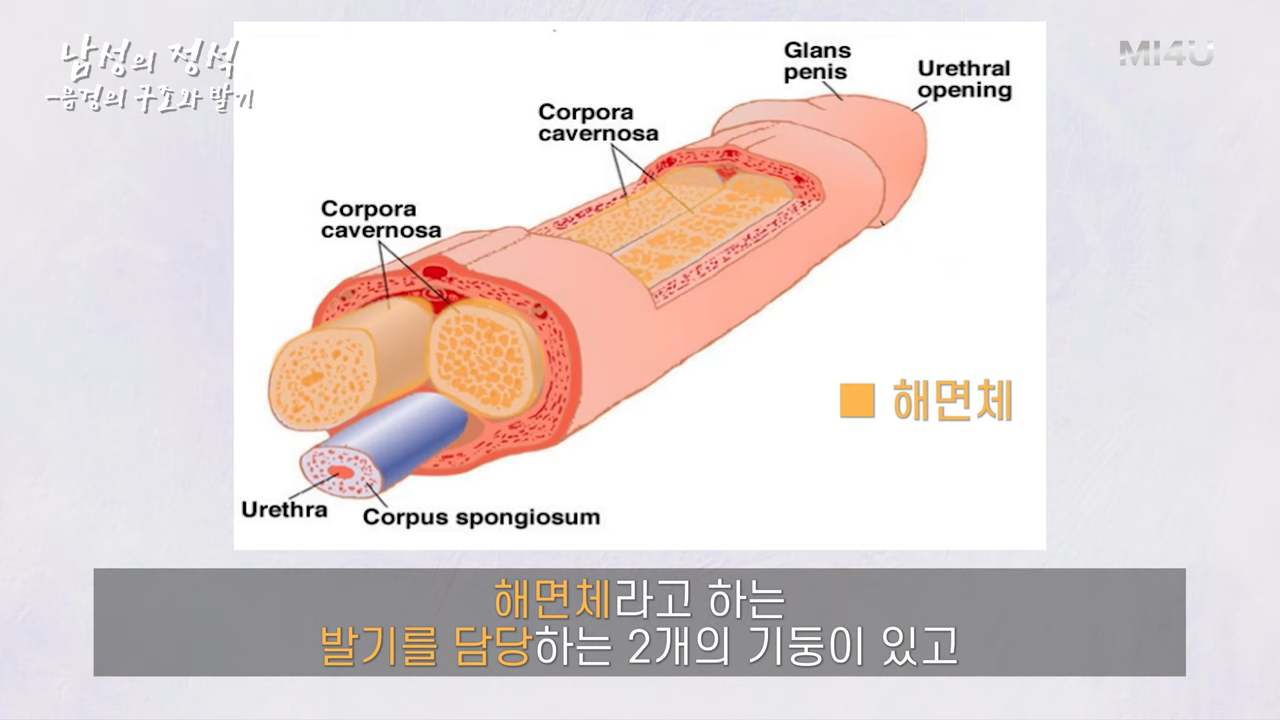 남성의 정석
-음경의 구조와 발기
MI4U
Glans
penis
Urethral
opening
Corpora
cavernosa
Corpora
cavernosa
해면체
Urethra
Corpus spongiosum
해면체라고 하는
발기를 담당하는 2개의 기둥이 있고